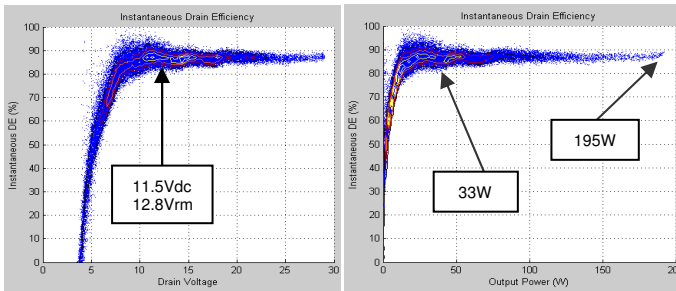 Instantaneous Drain Efficiency
100
90
80
70
60
50
40
30
20
10
0
Instantaneous DE (%)
0 5 10 15 20 25 30
Drain Voltage
11.5Vdc
12.8Vrm
Instantaneous Drain Efficiency
100
90
80
70
60
50
40
30
20
10
0
Instantaneous DE (%)
0 50 100 150
Output Power (W)
33W
195W